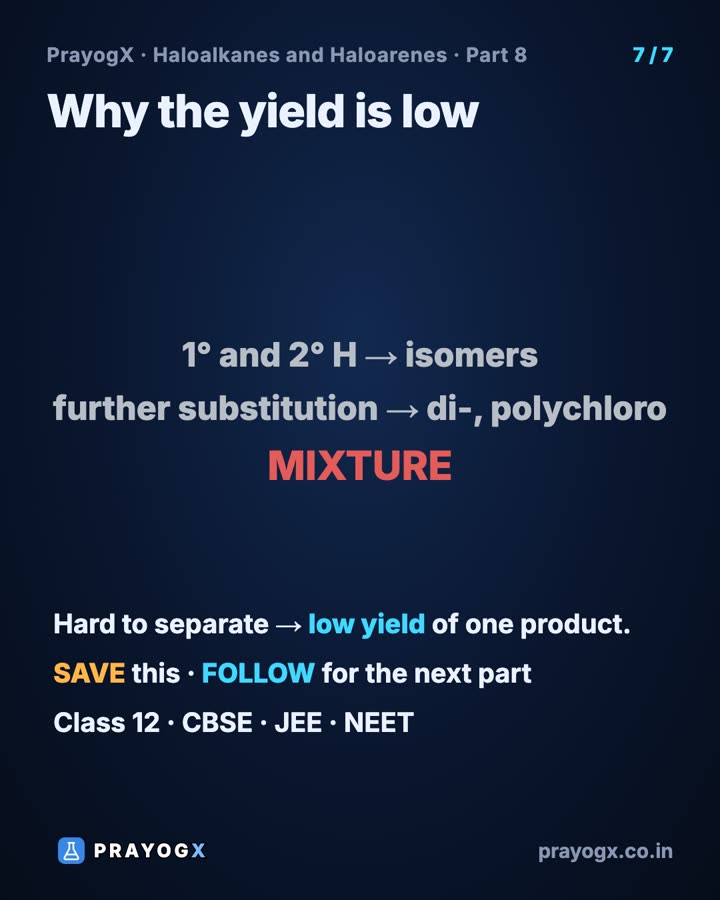 PrayogX · Haloalkanes and Haloarenes · Part 8
7 / 7
Why the yield is low
1° and 2° H → isomers
further substitution → di-, polychloro
MIXTURE
Hard to separate → low yield of one product.
SAVE this · FOLLOW for the next part
Class 12 · CBSE · JEE · NEET
PRAYOGX
prayogx.co.in